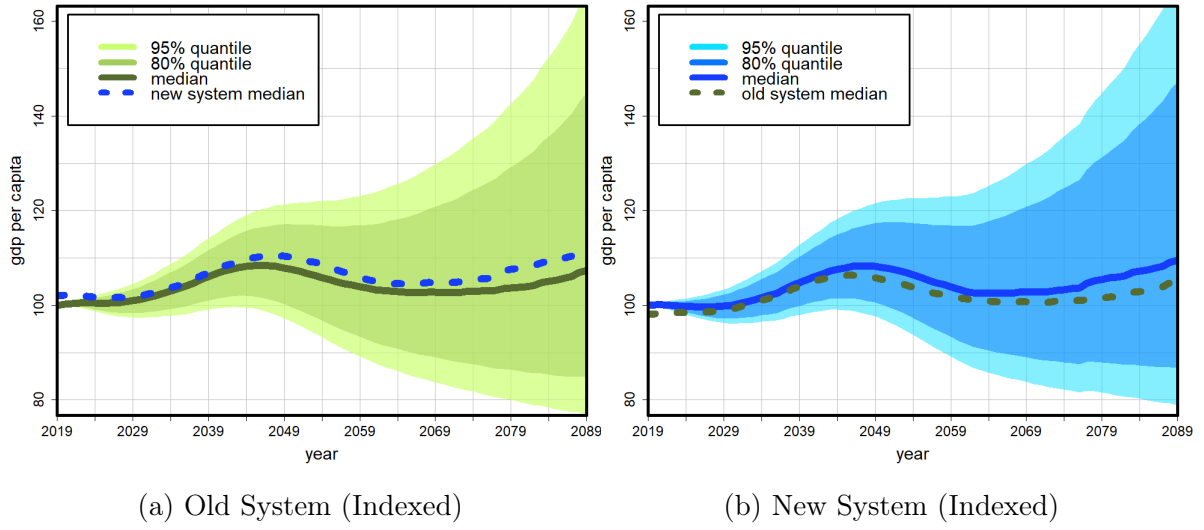 160
140
120
100
80
gdp per capita
95% quantile
80% quantile
median
new system median
2019 2029 2039 2049 2059 2069 2079 2089
year
(a) Old System (Indexed)
160
140
120
100
80
gdp per capita
95% quantile
80% quantile
median
old system median
2019 2029 2039 2049 2059 2069 2079 2089
year
(b) New System (Indexed)